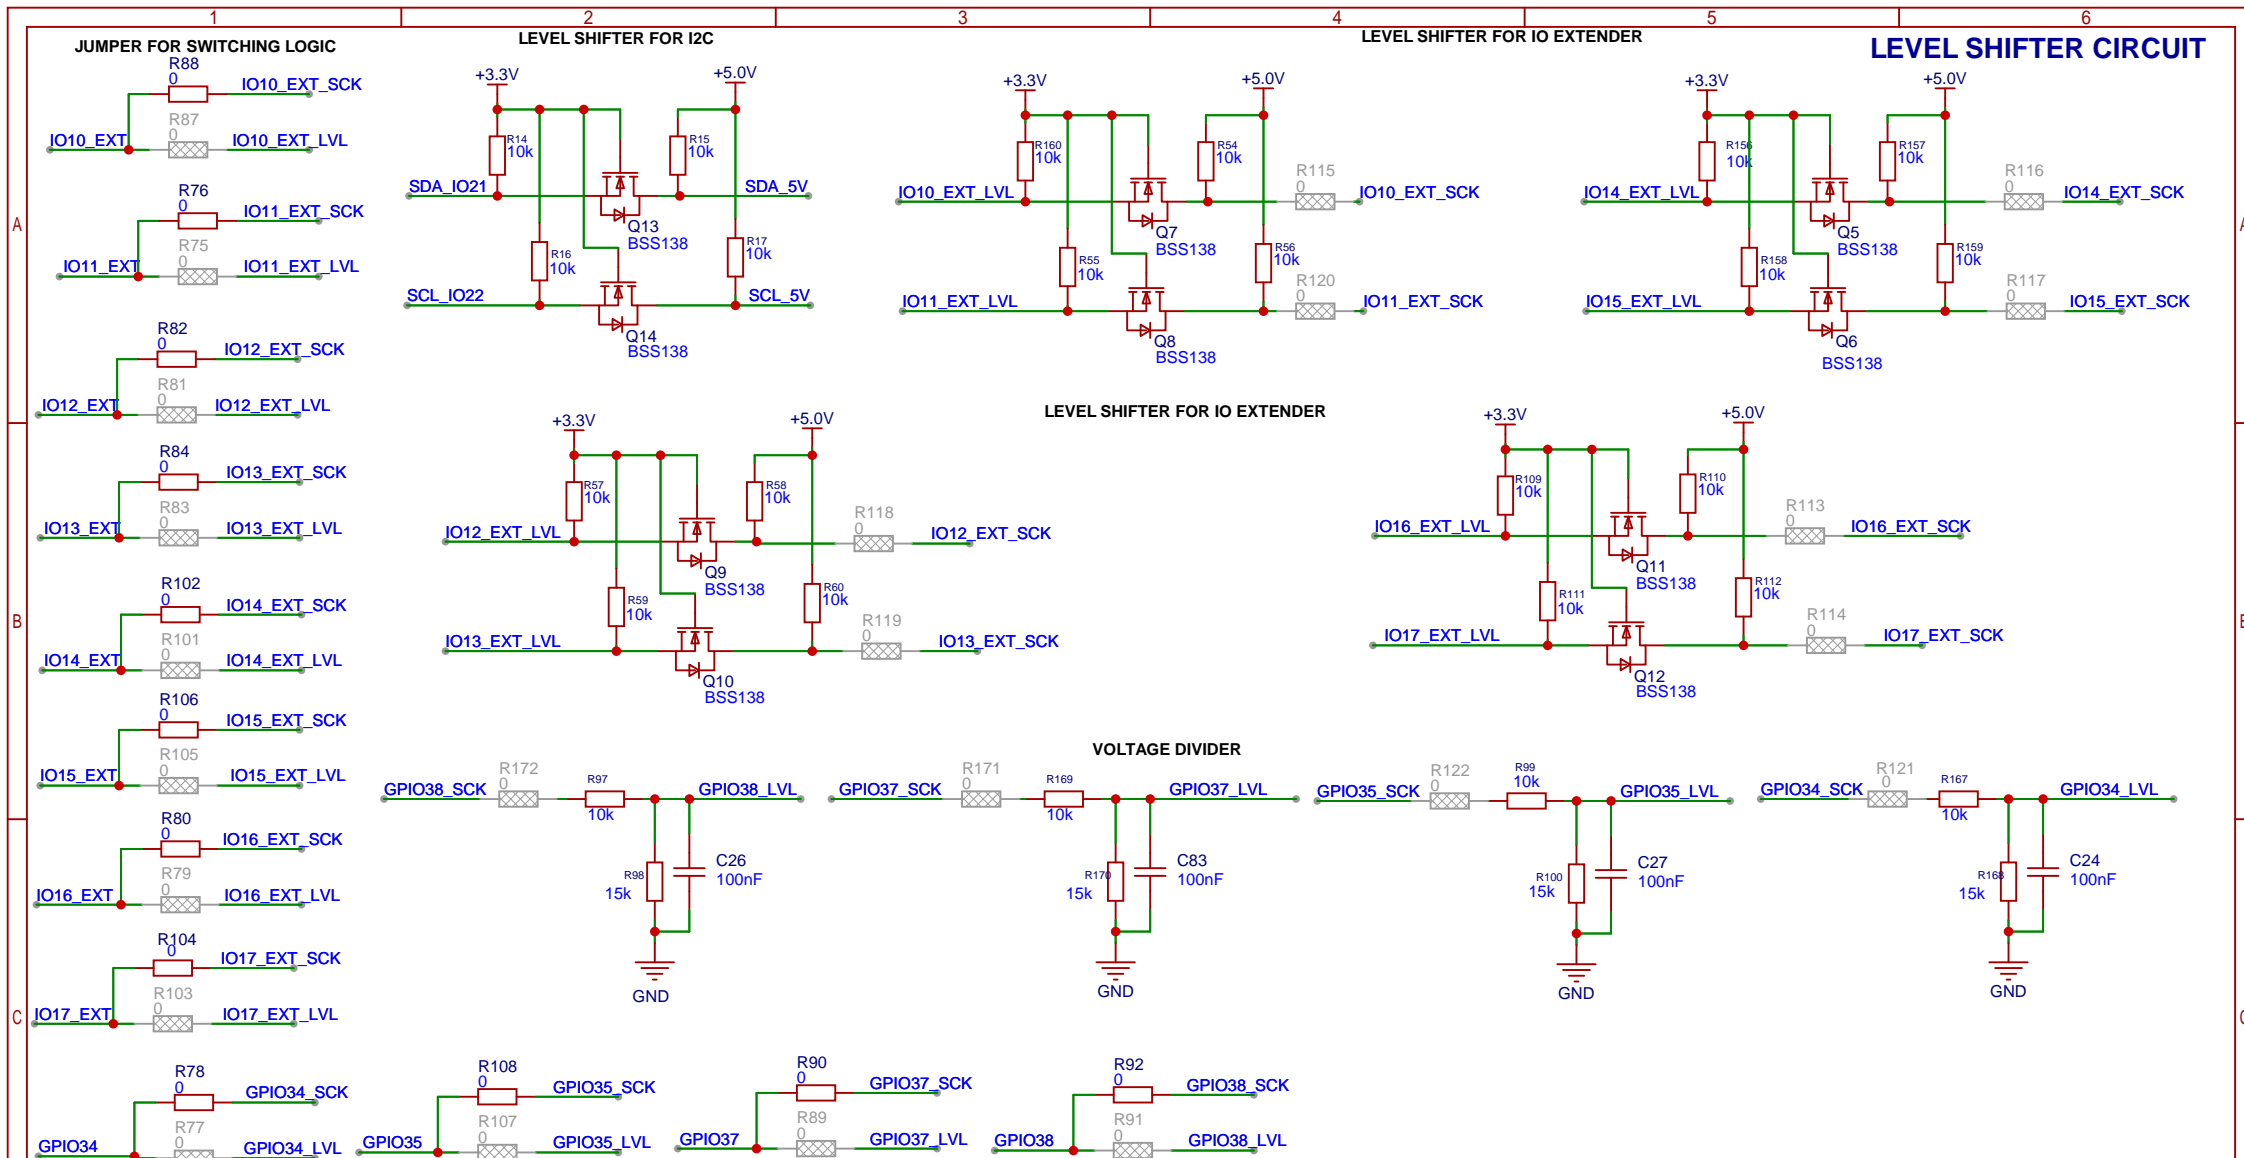 1 2 3 4 5 6
LEVEL SHIFTER CIRCUIT
JUMPER FOR SWITCHING LOGIC
R88
0
IO10_EXT_SCK
R87
0
IO10_EXT
IO10_EXT_LVL
R76
0
IO11_EXT_SCK
R75
0
IO11_EXT
IO11_EXT_LVL
A
R82
0
IO12_EXT_SCK
R81
0
IO12_EXT
IO12_EXT_LVL
R84
0
IO13_EXT_SCK
R83
0
IO13_EXT
IO13_EXT_LVL
R102
0
IO14_EXT_SCK
B
R101
0
IO14_EXT
IO14_EXT_LVL
R106
0
IO15_EXT_SCK
R105
0
IO15_EXT
IO15_EXT_LVL
R80
0
IO16_EXT_SCK
R79
0
IO16_EXT
IO16_EXT_LVL
R104
0
IO17_EXT_SCK
R103
0
IO17_EXT
IO17_EXT_LVL
C
LEVEL SHIFTER FOR I2C
+3.3V
+5.0V
R14
10k
R15
10k
SDA_IO21
SDA_5V
Q13
BSS138
R16
10k
R17
10k
SCL_IO22
SCL_5V
Q14
BSS138
LEVEL SHIFTER FOR IO EXTENDER
+3.3V
+5.0V
R160
10k
R54
10k
R115
0
IO10_EXT_LVL
IO10_EXT_SCK
Q7
BSS138
R55
10k
R56
10k
R120
0
IO11_EXT_LVL
IO11_EXT_SCK
Q8
BSS138
+3.3V
+5.0V
R156
10k
R157
10k
R116
0
IO14_EXT_LVL
IO14_EXT_SCK
Q5
BSS138
R158
10k
R159
10k
R117
0
IO15_EXT_LVL
IO15_EXT_SCK
Q6
BSS138
LEVEL SHIFTER FOR IO EXTENDER
+3.3V
+5.0V
R57
10k
R58
10k
R118
0
IO12_EXT_LVL
IO12_EXT_SCK
Q9
BSS138
R59
10k
R60
10k
R119
0
IO13_EXT_LVL
IO13_EXT_SCK
Q10
BSS138
+3.3V
+5.0V
R109
10k
R110
10k
R113
0
IO16_EXT_LVL
IO16_EXT_SCK
Q11
BSS138
R111
10k
R112
10k
R114
0
IO17_EXT_LVL
IO17_EXT_SCK
Q12
BSS138
VOLTAGE DIVIDER
GPIO38_SCK
R172
0
R97
10k
GPIO38_LVL
R98
15k
C26
100nF
GND
GPIO37_SCK
R171
0
R169
10k
GPIO37_LVL
R170
15k
C83
100nF
GND
GPIO35_SCK
R122
0
R99
10k
GPIO35_LVL
R100
15k
C27
100nF
GND
GPIO34_SCK
R121
0
R167
10k
GPIO34_LVL
R168
15k
C24
100nF
GND
R78
0
GPIO34_SCK
R77
0
GPIO34
GPIO34_LVL
R108
0
GPIO35_SCK
R107
0
GPIO35
GPIO35_LVL
R90
0
GPIO37_SCK
R89
0
GPIO37
GPIO37_LVL
R92
0
GPIO38_SCK
R91
0
GPIO38
GPIO38_LVL